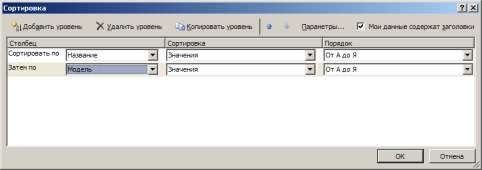 Сортировка
Добавить уровень Удалить уровень Копировать уровень Параметры... Мои данные содержат заголовки
Столбец Сортировка Порядок
Сортировать по Название Значения От А до Я
Затем по Модель Значения От А до Я
ОК Отмена